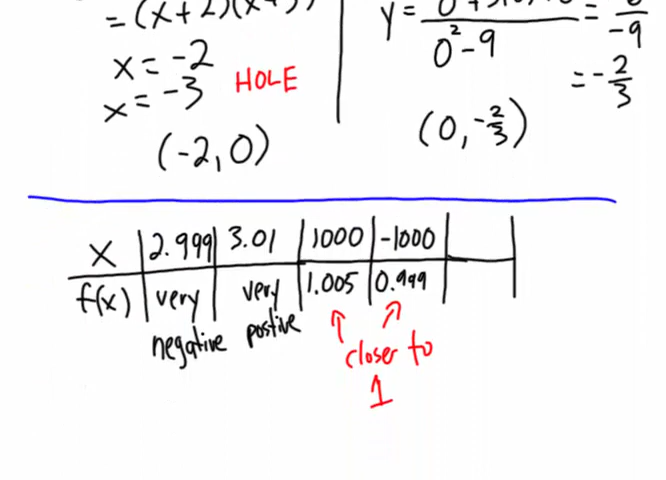 = (x+2)(x+3)
x = -2
x = -3 HOLE
(-2,0)
y =
0²-9
= 
-9
= -2/3
(0,-2/3)
x 2.999 3.01 1000 -1000
f(x) very negative very postive 1.005 0.999
closer to
1